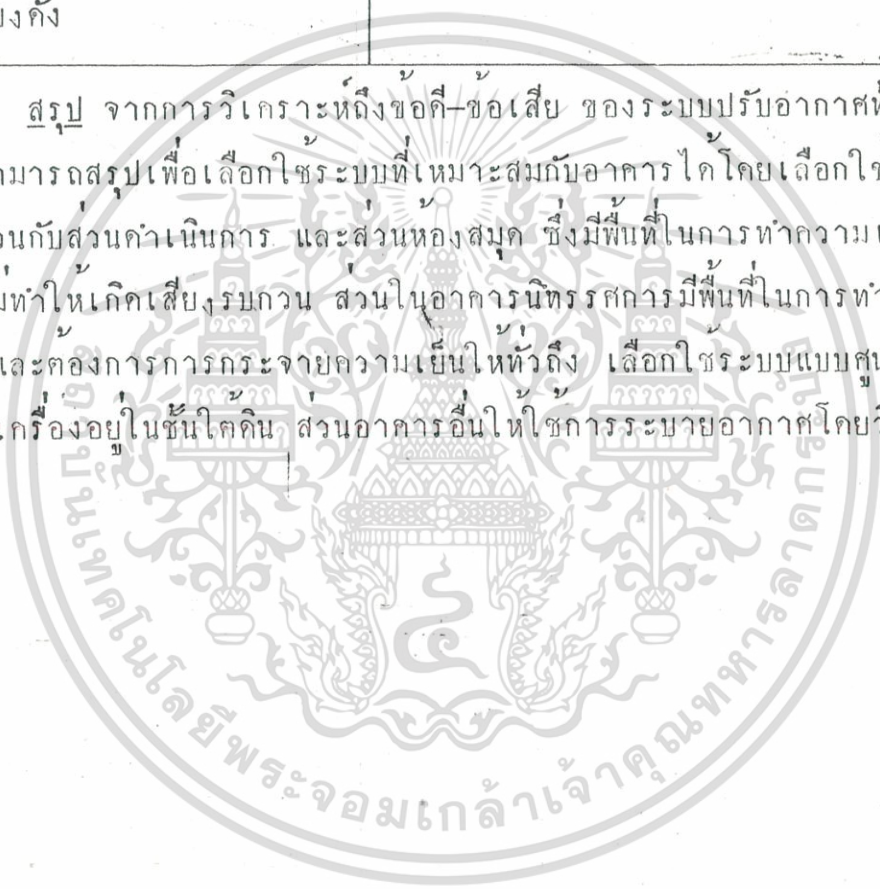 ยงดัง
สรุป จากการวิเคราะห์ถึงข้อดี-ข้อเสีย ของระบบปรับอากาศทั้
ามารถสรุปเพื่อเลือกใช้ระบบที่เหมาะสมกับอาคารได้โดยเลือกใช
วนกับส่วนดำเนินการ และส่วนห้องสมุด ซึ่งมีพื้นที่ในการทำความเ
ม่ทำให้เกิดเสียงรบกวน ส่วนในอาคารนิทรรศการมีพื้นที่ในการทำ
และต้องการการกระจายความเย็นให้ทั่วถึง เลือกใช้ระบบแบบศูน
เครื่องอยู่ในชั้นใต้ดิน ส่วนอาคารอื่นให้ใช้การระบายอากาศโดยวิ
สถาบันเทคโนโลยีพระจอมเกล้าเจ้าคุณทหารลาดกระบัง
๔